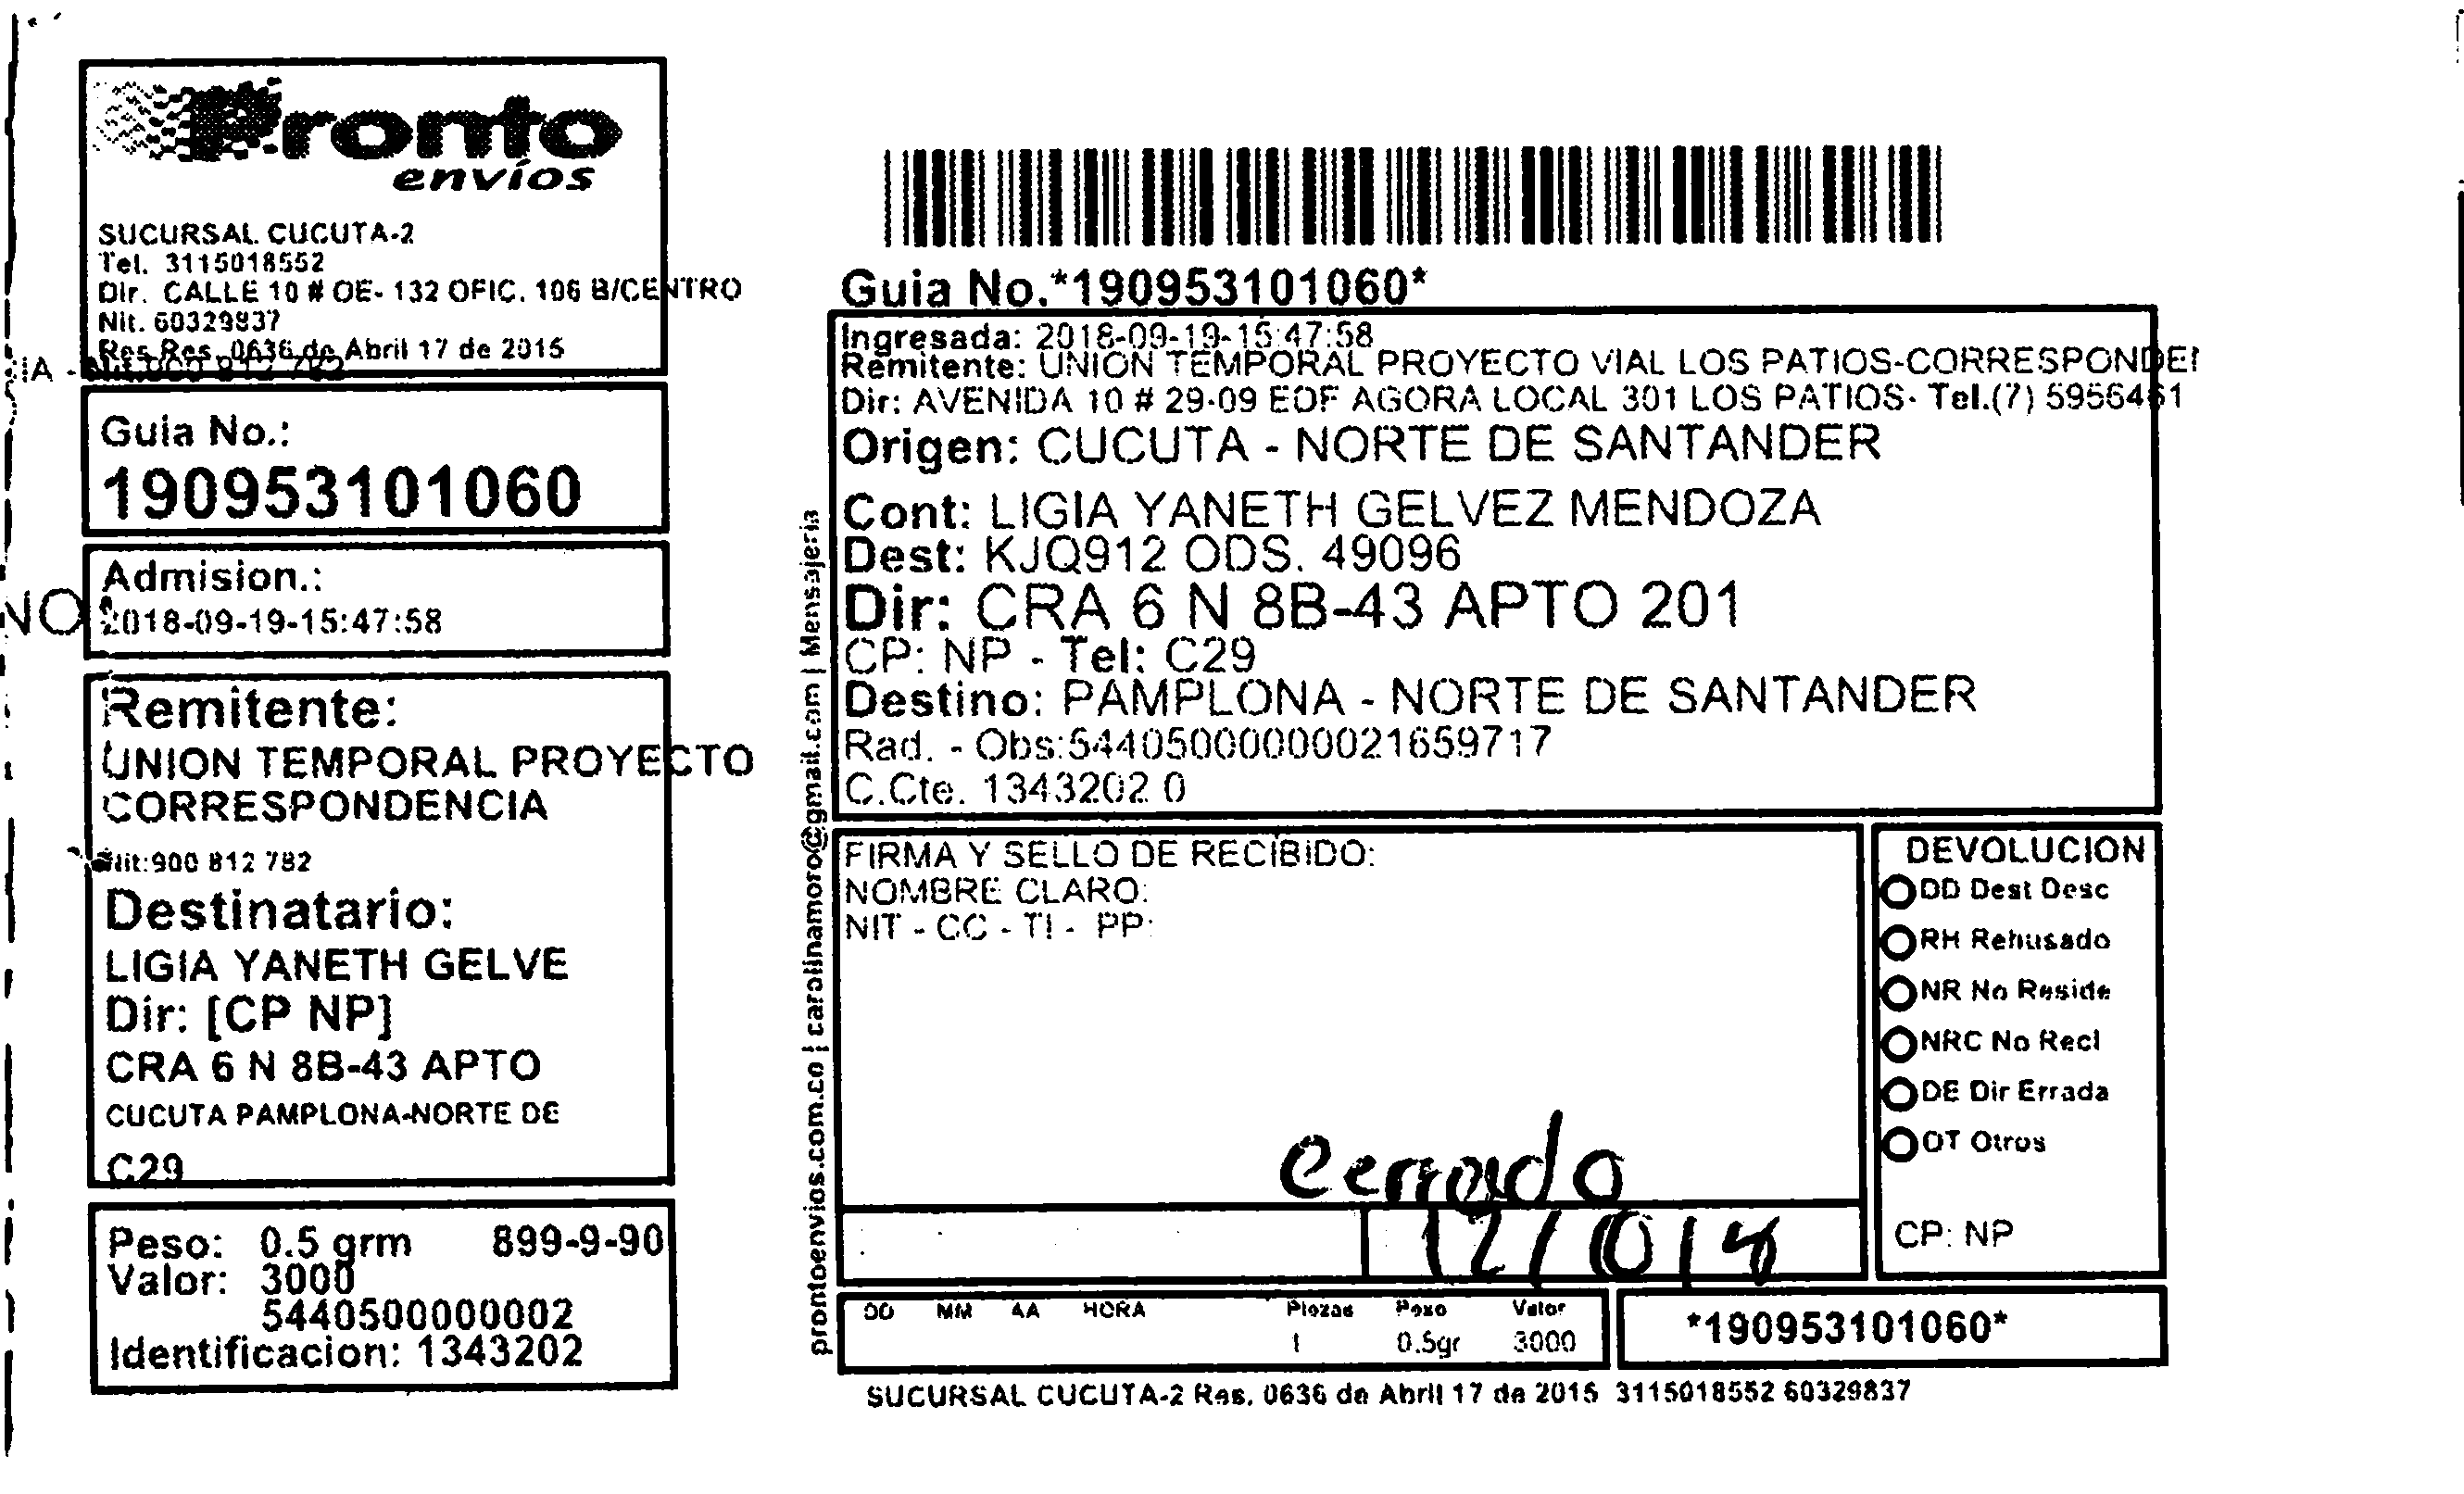 Pronto
envíos
SUCURSAL CUCUTA-2
Tel. 3115018552
Dir. CALLE 10 # OE- 132 OFIC. 106 B/CENTRO
Nit. 60329837
Res Res. 0636 de Abril 17 de 2015
Guia No.:
190953101060
Admision.:
2018-09-19-15:47:58
Remitente:
UNION TEMPORAL PROYECTO
CORRESPONDENCIA
Nit:900 812 782
Destinatario:
LIGIA YANETH GELVE
Dir: [CP NP]
CRA 6 N 8B-43 APTO
CUCUTA PAMPLONA-NORTE DE
C29
Peso: 0.5 grm 899-9-90
Valor: 3000
5440500000002
Identificacion: 1343202
prontoenvios.com.co | carolinamoro@gmail.com | Mensajeria
Guia No.*190953101060*
Ingresada: 2018-09-19-15:47:58
Remitente: UNION TEMPORAL PROYECTO VIAL LOS PATIOS-CORRESPONDE
Dir: AVENIDA 10 # 29-09 EDF AGORA LOCAL 301 LOS PATIOS- Tel.(7) 5956461
Origen: CUCUTA - NORTE DE SANTANDER
Cont: LIGIA YANETH GELVEZ MENDOZA
Dest: KJQ912 ODS. 49096
Dir: CRA 6 N 8B-43 APTO 201
CP: NP - Tel: C29
Destino: PAMPLONA - NORTE DE SANTANDER
Rad. - Obs:54405000000021659717
C.Cte. 1343202 0
FIRMA Y SELLO DE RECIBIDO:
NOMBRE CLARO:
NIT - CC - TI - PP:
Cerrado
DEVOLUCION
DD Dest Desc
RH Rehusado
NR No Reside
NRC No Recl
DE Dir Errada
OT Otros
CP: NP
DD MM AA HORA Piezas Peso Valor
1 0.5gr 3000
*190953101060*
SUCURSAL CUCUTA-2 Res. 0636 de Abril 17 de 2015 3115018552 60329837